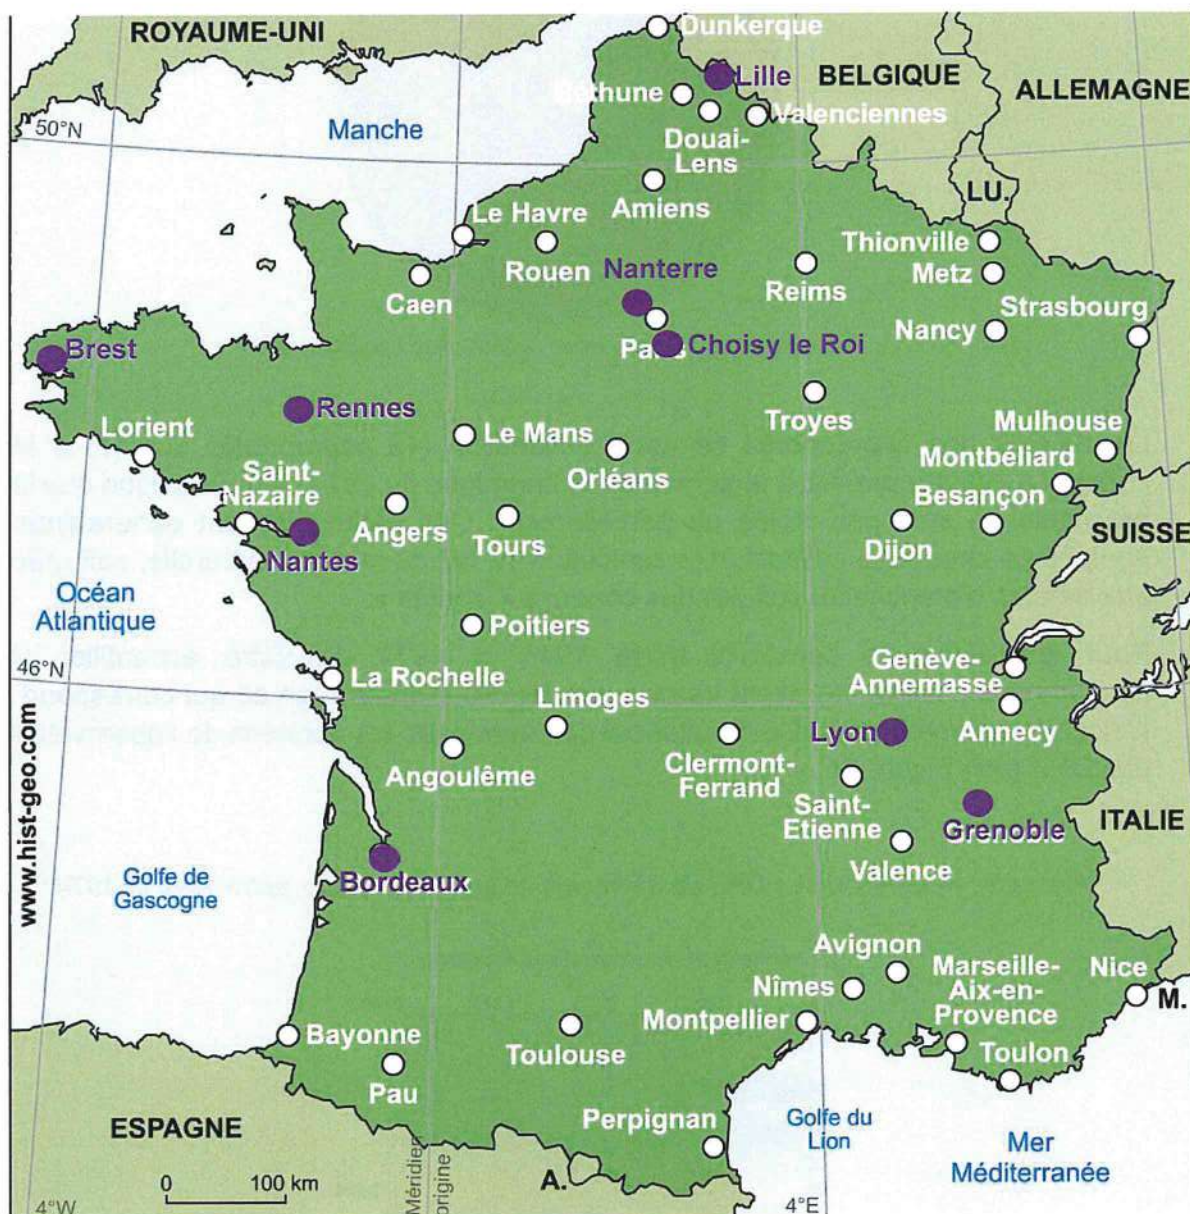 ROYAUME-UNI
Dunkerque
Lille
BELGIQUE
ALLEMAGNE
Béthune
Valenciennes
50°N
Manche
Douai-
Lens
LU.
Amiens
Le Havre
Rouen
Thionville
Nanterre
Metz
Reims
Caen
Strasbourg
Nancy
Brest
Paris
Choisy le Roi
Rennes
Troyes
Mulhouse
Lorient
Le Mans
Montbéliard
Saint-
Nazaire
Orléans
Besançon
Angers
Tours
Dijon
SUISSE
Nantes
Océan
Atlantique
Poitiers
Genève-
Annemasse
46°N
La Rochelle
Limoges
Annecy
Lyon
Angoulême
Clermont-
Ferrand
Saint-
Etienne
Grenoble
ITALIE
www.hist-geo.com
Valence
Golfe de
Gascogne
Bordeaux
Avignon
Marseille-
Aix-en-
Provence
Nice
Nîmes
M.
Bayonne
Toulouse
Montpellier
Toulon
Pau
ESPAGNE
Perpignan
Golfe du
Lion
Mer
Méditerranée
A.
0 100 km
Méridien
origine
4°W
4°E